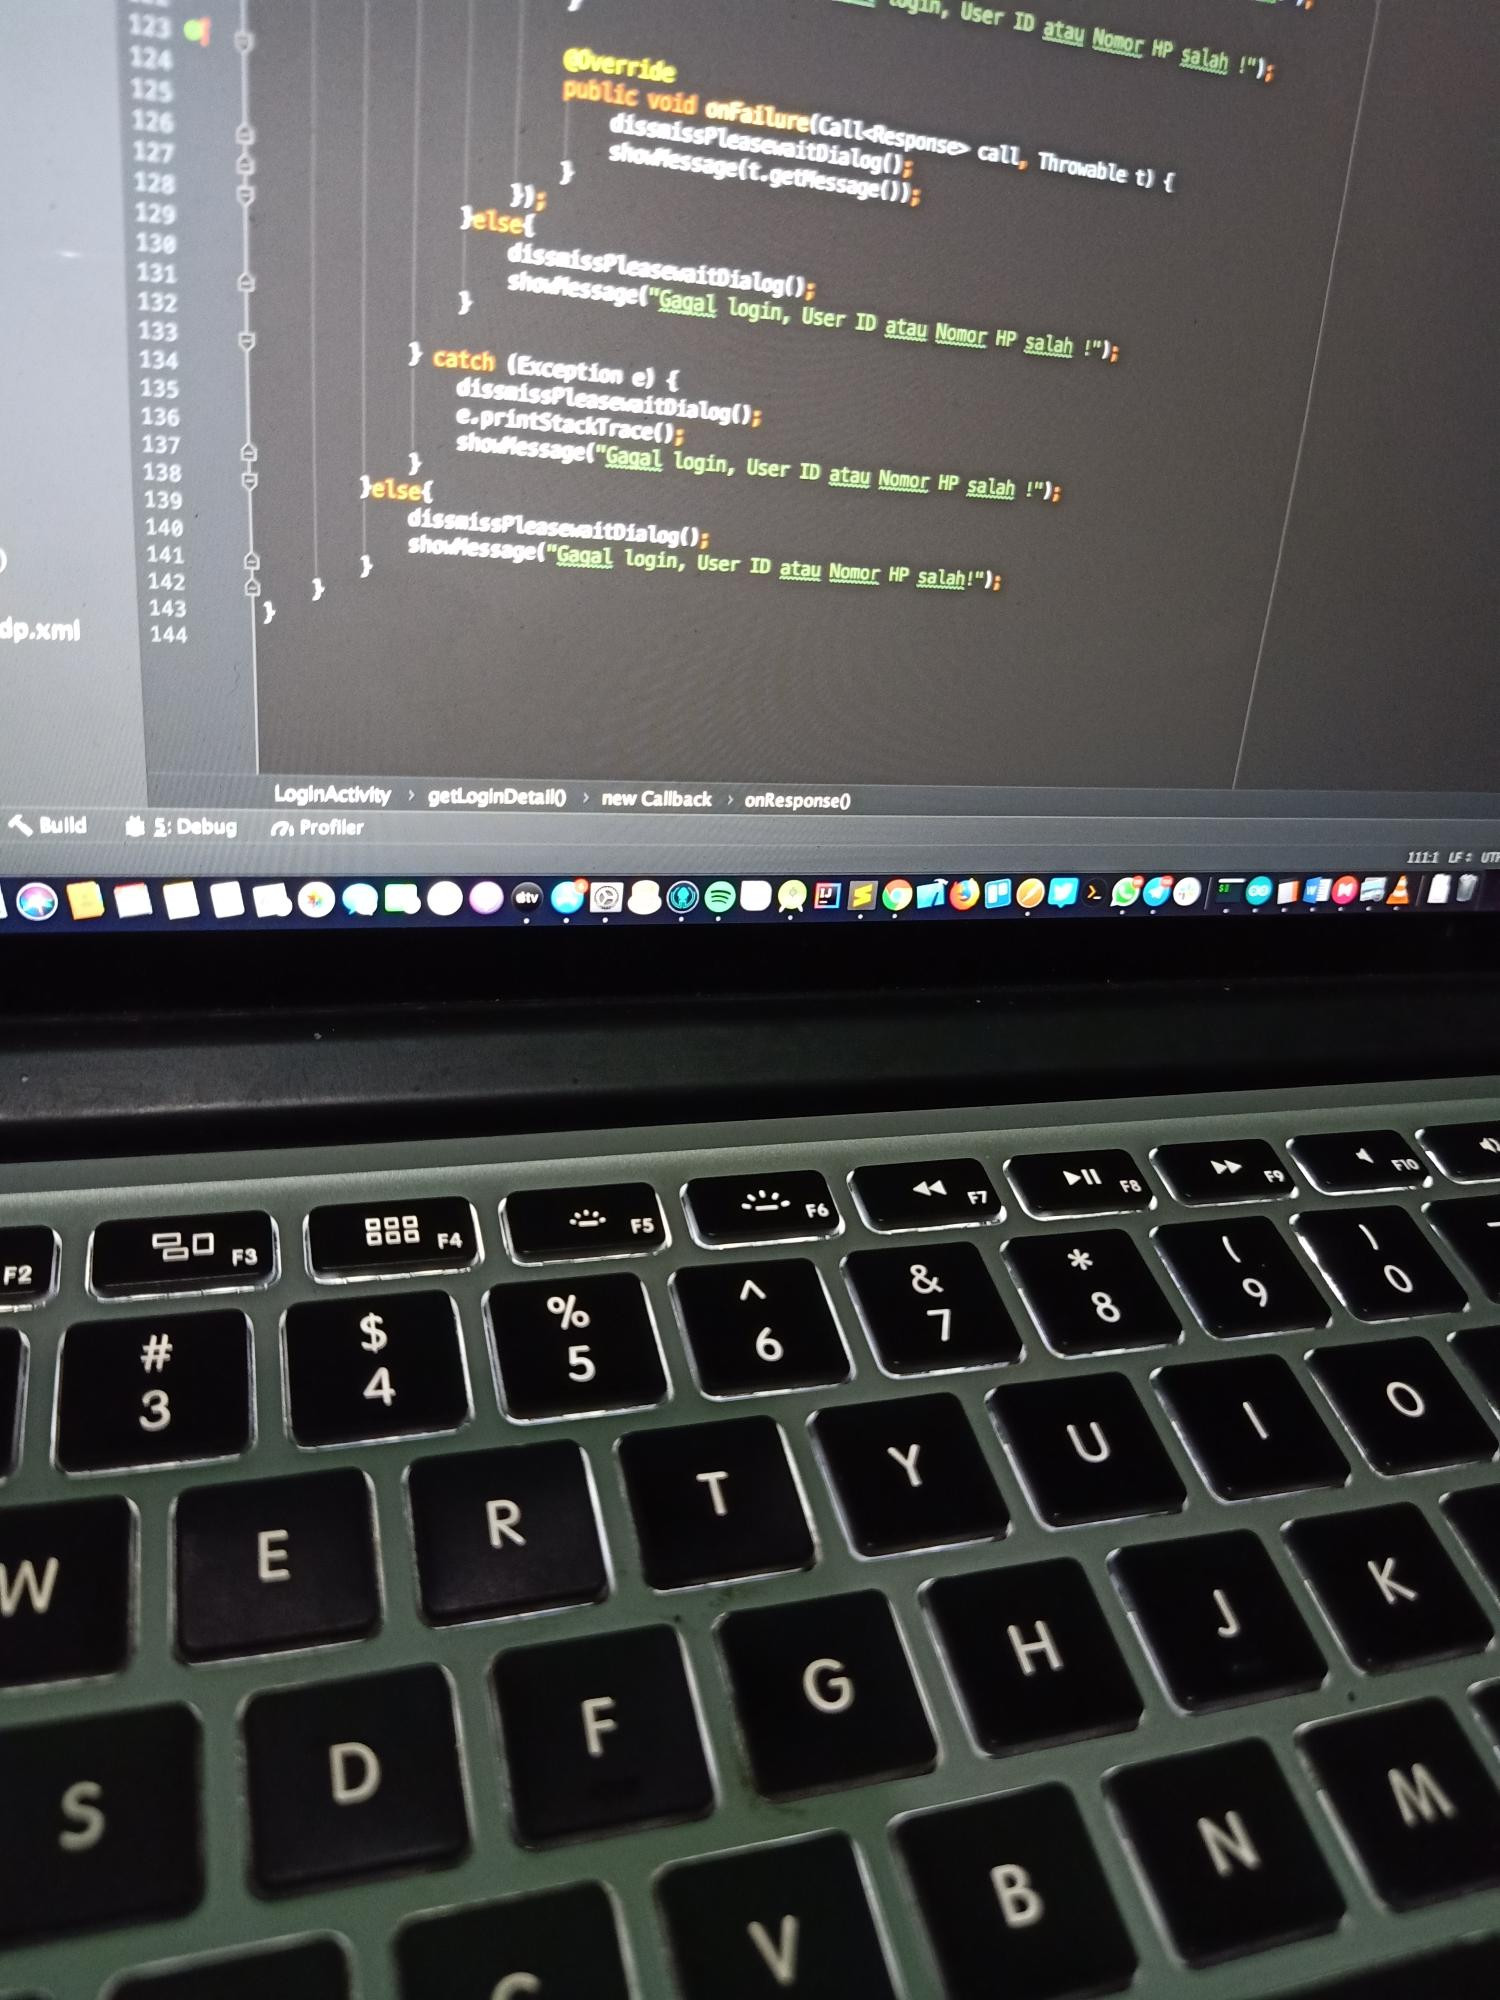 login, User ID atau Nomor HP salah !");
123
124
@Override
125
public void onFailure(Call<Response> call, Throwable t) {
126
dissmissPleasewaitDialog();
127
showMessage(t.getMessage());
128
}
129
});
130
}else{
131
dissmissPleasewaitDialog();
132
showMessage("Gagal login, User ID atau Nomor HP salah !");
133
}
134
} catch (Exception e) {
135
dissmissPleasewaitDialog();
136
e.printStackTrace();
137
showMessage("Gagal login, User ID atau Nomor HP salah !");
138
}
139
}else{
140
dissmissPleasewaitDialog();
141
showMessage("Gagal login, User ID atau Nomor HP salah!");
142
}
143
}
144
}
)
dp.xml
LoginActivity › getLoginDetail() › new Callback › onResponse()
Build 5: Debug Profiler
111:1 LF UTF
dtv
F2 F3 F4 F5 F6 F7 F8 F9 F10
# $ % ^ & * ( )
3 4 5 6 7 8 9 0
W E R T Y U I O
S D F G H J K
C V B N M